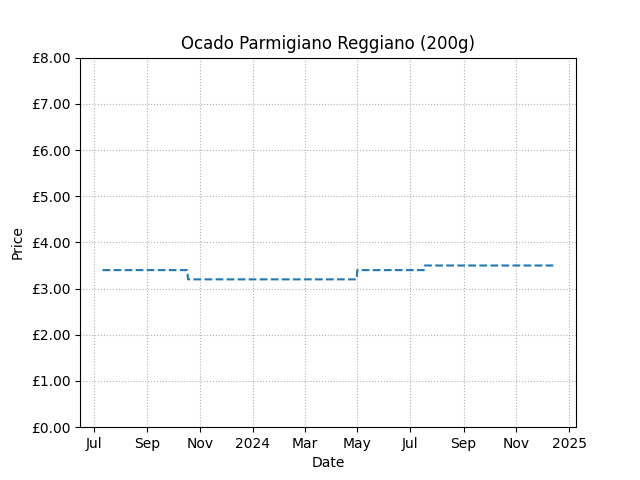 Ocado Parmigiano Reggiano (200g)
£8.00
£7.00
£6.00
£5.00
£4.00
£3.00
£2.00
£1.00
£0.00
Price
Jul Sep Nov 2024 Mar May Jul Sep Nov 2025
Date